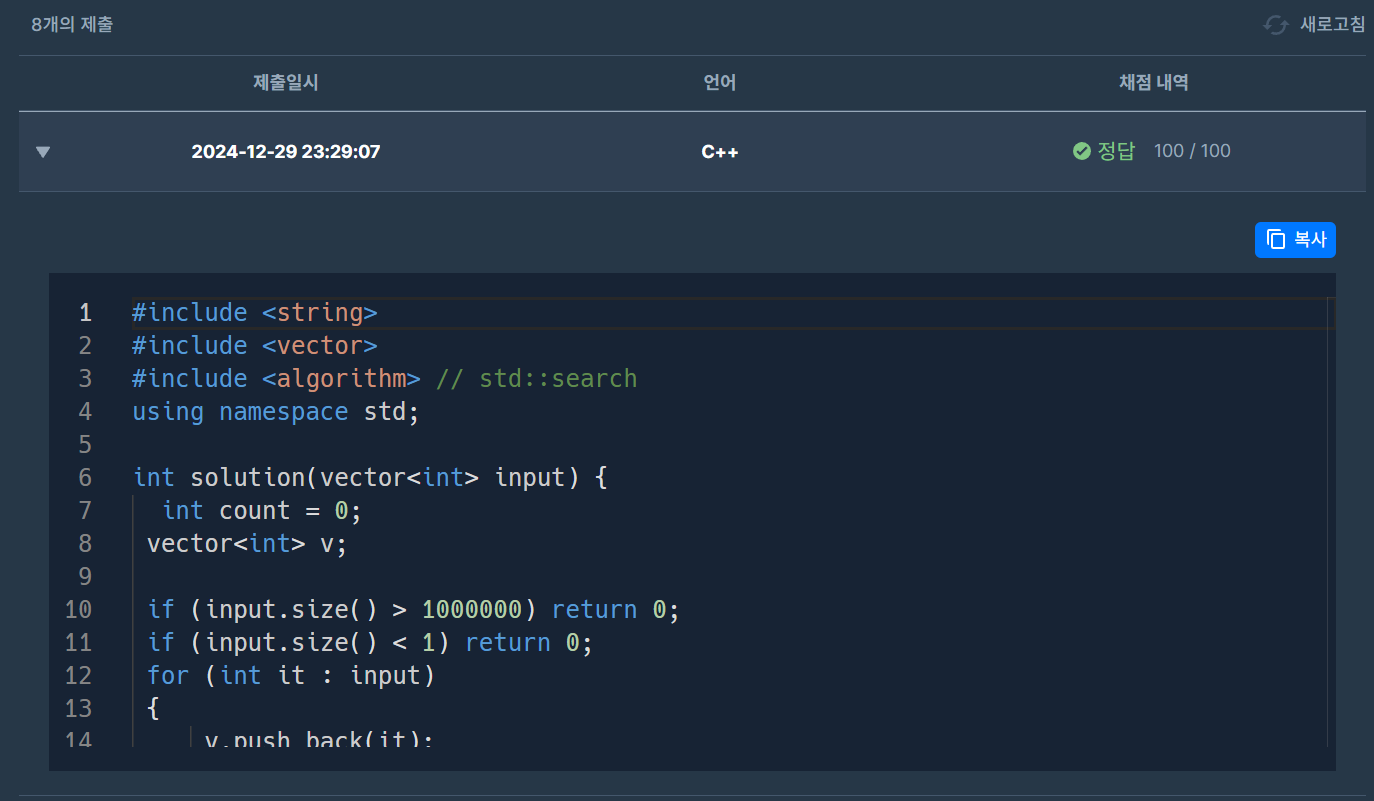 8개의 제출
새로고침
제출일시 언어 채점 내역
2024-12-29 23:29:07 C++ 정답 100 / 100
복사
1 #include <string>
2 #include <vector>
3 #include <algorithm> // std::search
4 using namespace std;
5
6 int solution(vector<int> input) {
7 int count = 0;
8 vector<int> v;
9
10 if (input.size() > 1000000) return 0;
11 if (input.size() < 1) return 0;
12 for (int it : input)
13 {
14 v.push_back(it);